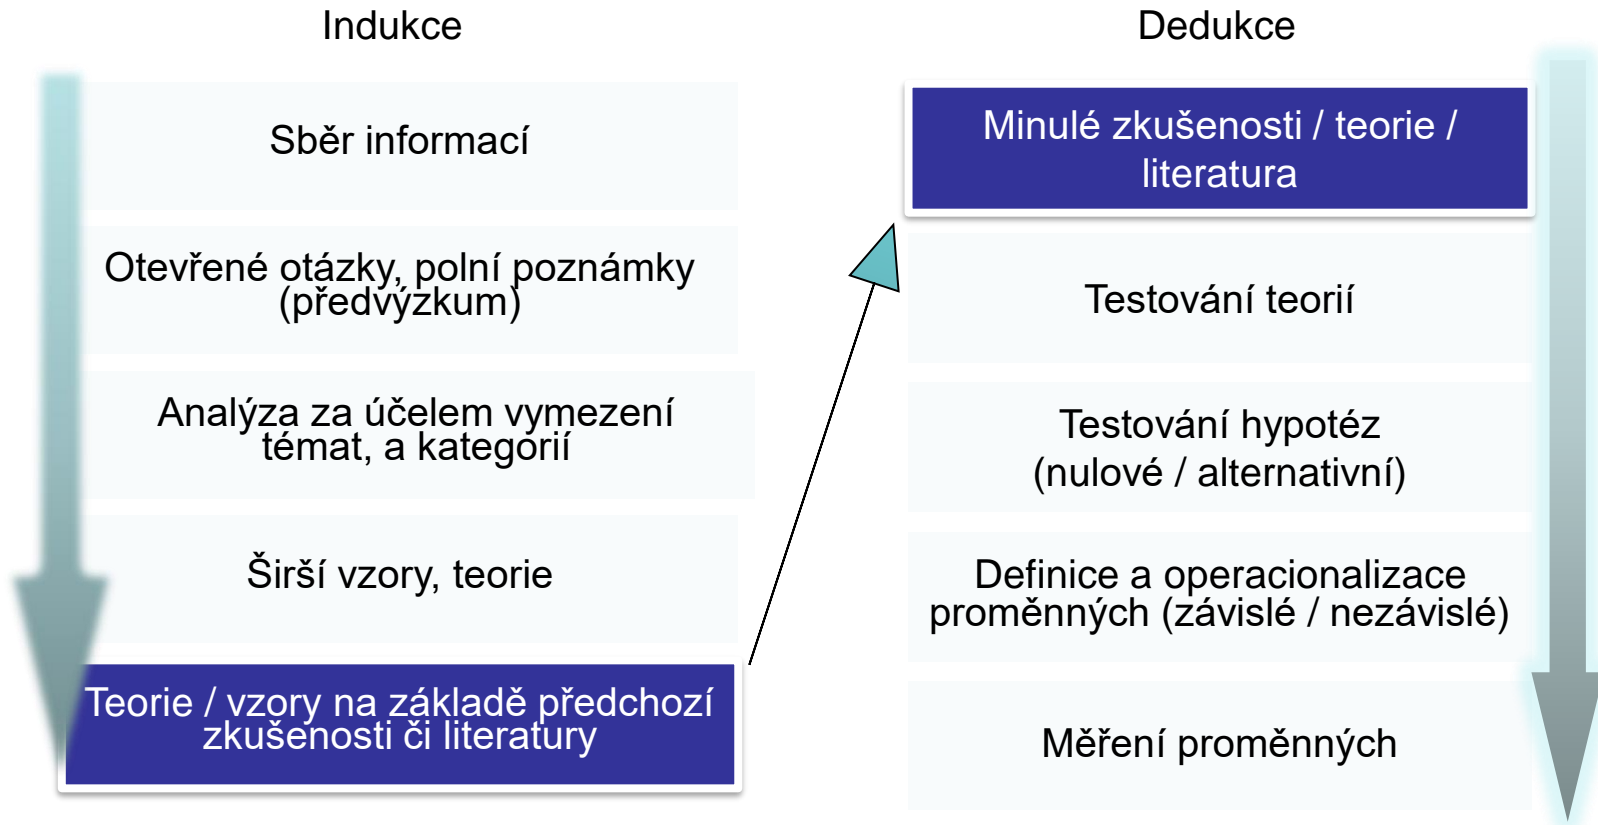 Indukce
Sběr informací
Otevřené otázky, polní poznámky
(předvýzkum)
Analýza za účelem vymezení
témat, a kategórií
Širší vzory, teorie
Teorie / vzory na základě předchozí
zkušenosti či literatury
Dedukce
Minulé zkušenosti / teorie /
literatura
Testování teorií
Testování hypotéz
(nulové / alternativní)
Definice a operacionalizace
proměnných (závislé / nezávislé)
Měření proměnných